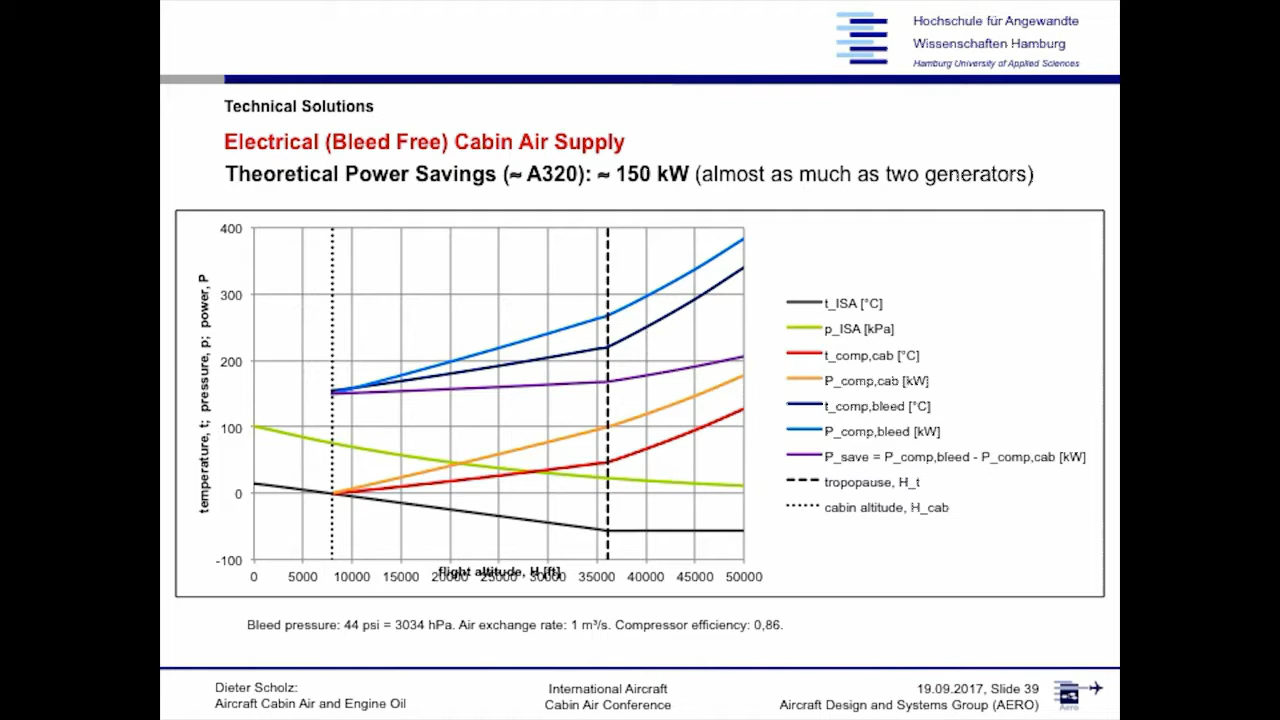 Hochschule für Angewandte
Wissenschaften Hamburg
Hamburg University of Applied Sciences
Technical Solutions
Electrical (Bleed Free) Cabin Air Supply
Theoretical Power Savings (≈ A320): ≈ 150 kW (almost as much as two generators)
temperature, t; pressure, p; power, P
400
300
200
100
0
-100
0 5000 10000 15000 20000 25000 30000 35000 40000 45000 50000
flight altitude, H [ft]
t_ISA [°C]
p_ISA [kPa]
t_comp,cab [°C]
P_comp,cab [kW]
t_comp,bleed [°C]
P_comp,bleed [kW]
P_save = P_comp,bleed - P_comp,cab [kW]
tropopause, H_t
cabin altitude, H_cab
Bleed pressure: 44 psi = 3034 hPa. Air exchange rate: 1 m³/s. Compressor efficiency: 0,86.
Dieter Scholz:
Aircraft Cabin Air and Engine Oil
International Aircraft
Cabin Air Conference
19.09.2017, Slide 39
Aircraft Design and Systems Group (AERO)
Aero